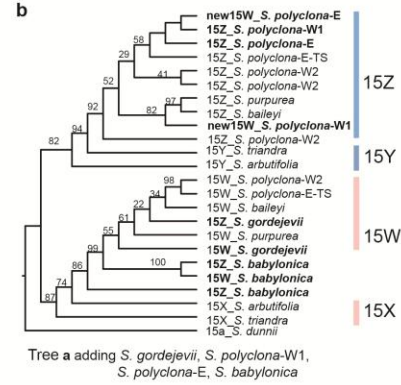 b
new15W_S. polyclona-E
15Z_S. polyclona-W1
15Z_S. polyclona-E
15Z_S. polyclona-E-TS
15Z_S. polyclona-W2
15Z_S. polyclona-W2
15Z_S. purpurea
15Z_S. baileyi
new15W_S. polyclona-W1
15Z_S. polyclona-W2
15Y_S. triandra
15Y_S. arbutifolia
15W_S. polyclona-W2
15W_S. polyclona-E-TS
15W_S. baileyi
15Z_S. gordejevii
15W_S. purpurea
15W_S. gordejevii
15Z_S. babylonica
15W_S. babylonica
15Z_S. babylonica
15X_S. arbutifolia
15X_S. triandra
15a_S. dunnii
58
29
52
41
97
82
92
94
82
98
34
22
61
55
99
100
86
74
87
15Z
15Y
15W
15X
Tree a adding S. gordejevii, S. polyclona-W1,
S. polyclona-E, S. babylonica